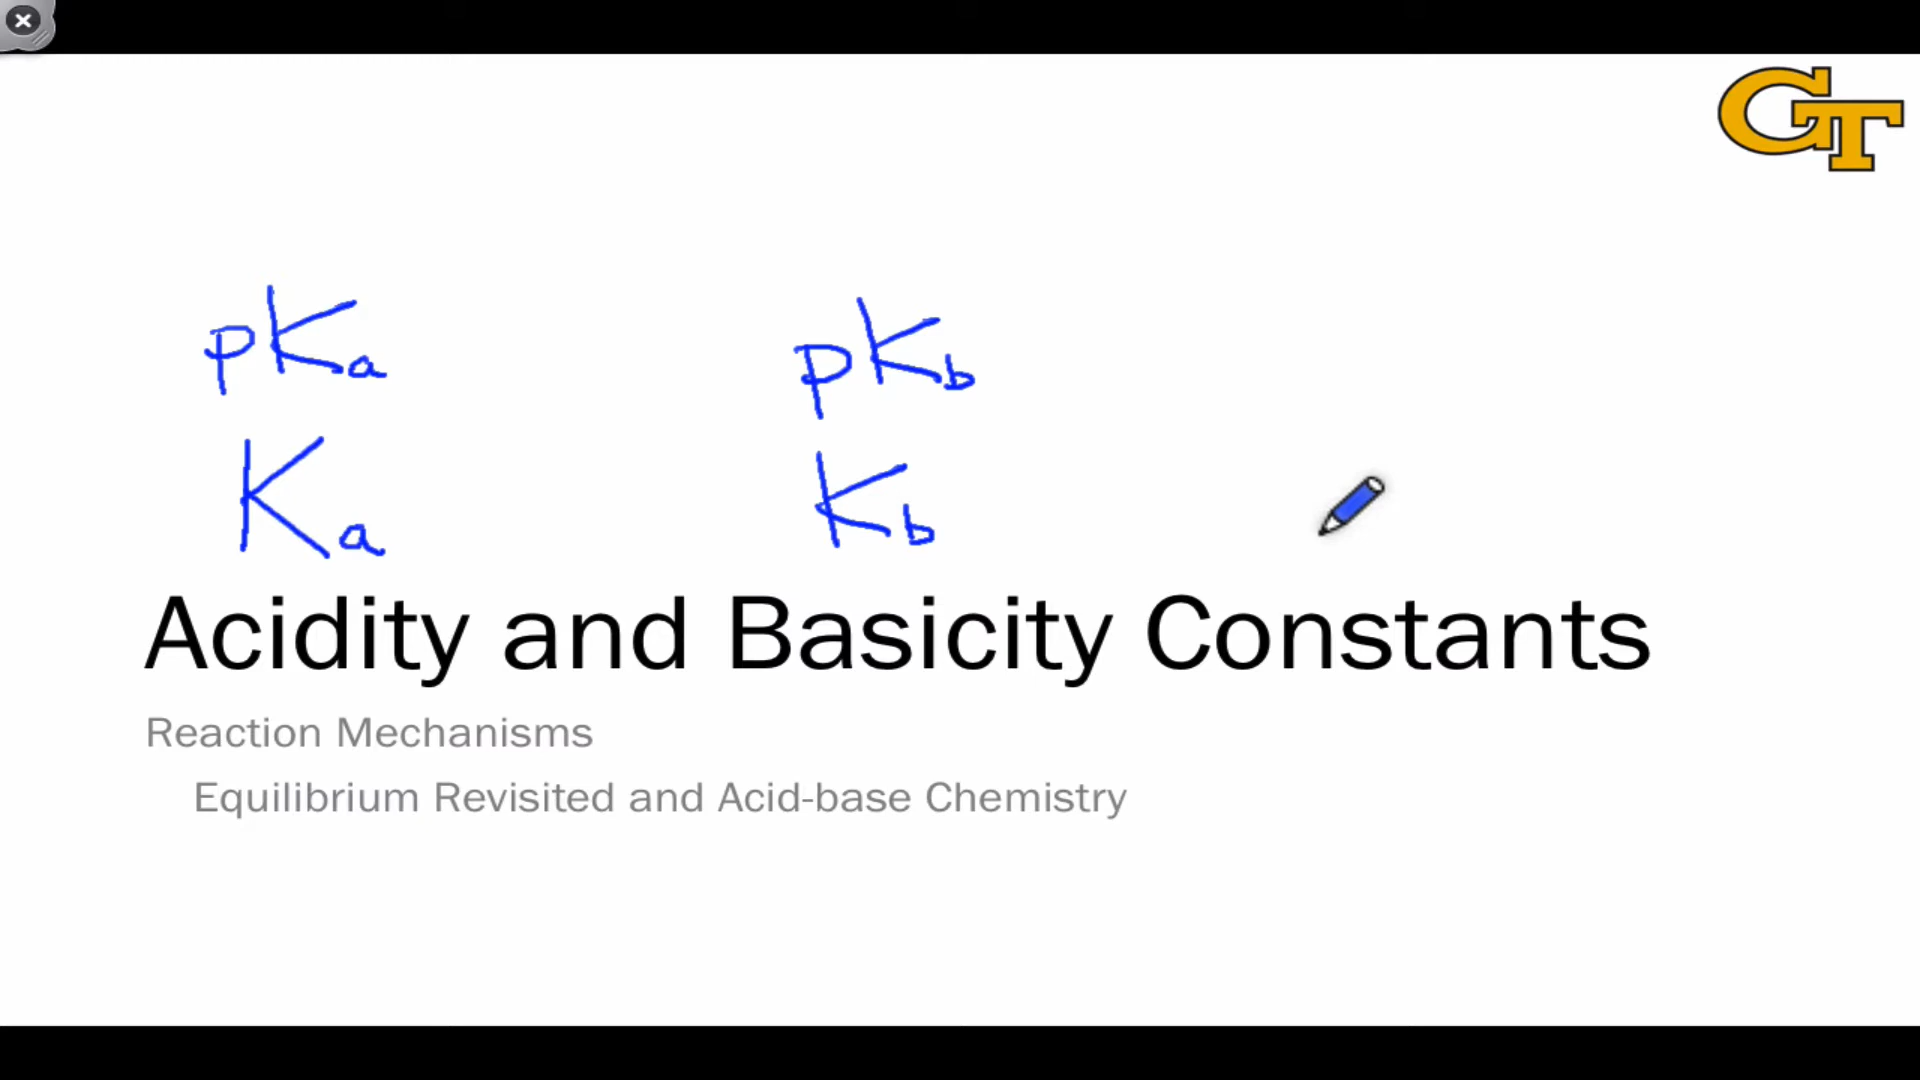 GT
pKa pKb
Ka Kb
Acidity and Basicity Constants
Reaction Mechanisms
Equilibrium Revisited and Acid-base Chemistry